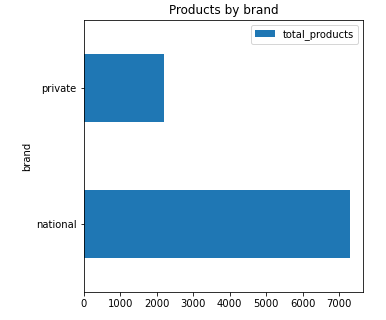 Products by brand
total_products
private
brand
national
0 1000 2000 3000 4000 5000 6000 7000